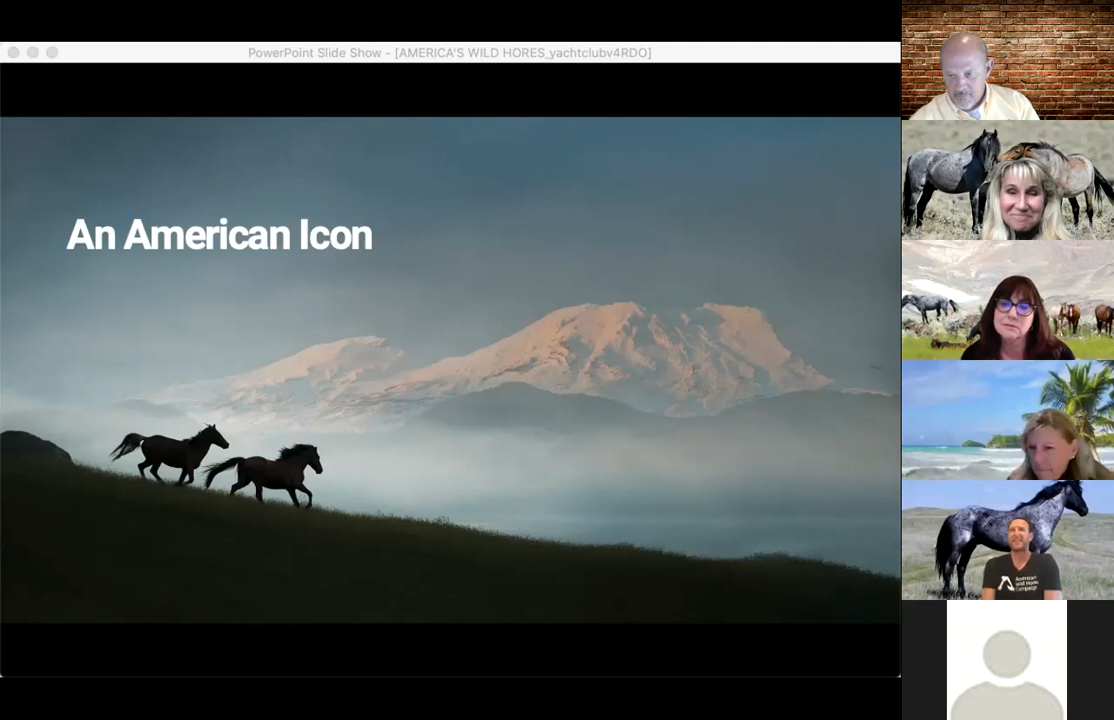 PowerPoint Slide Show - [AMERICA'S WILD HORES_yachtclubv4RDO]
An American Icon
American
Wild Horse
Campaign